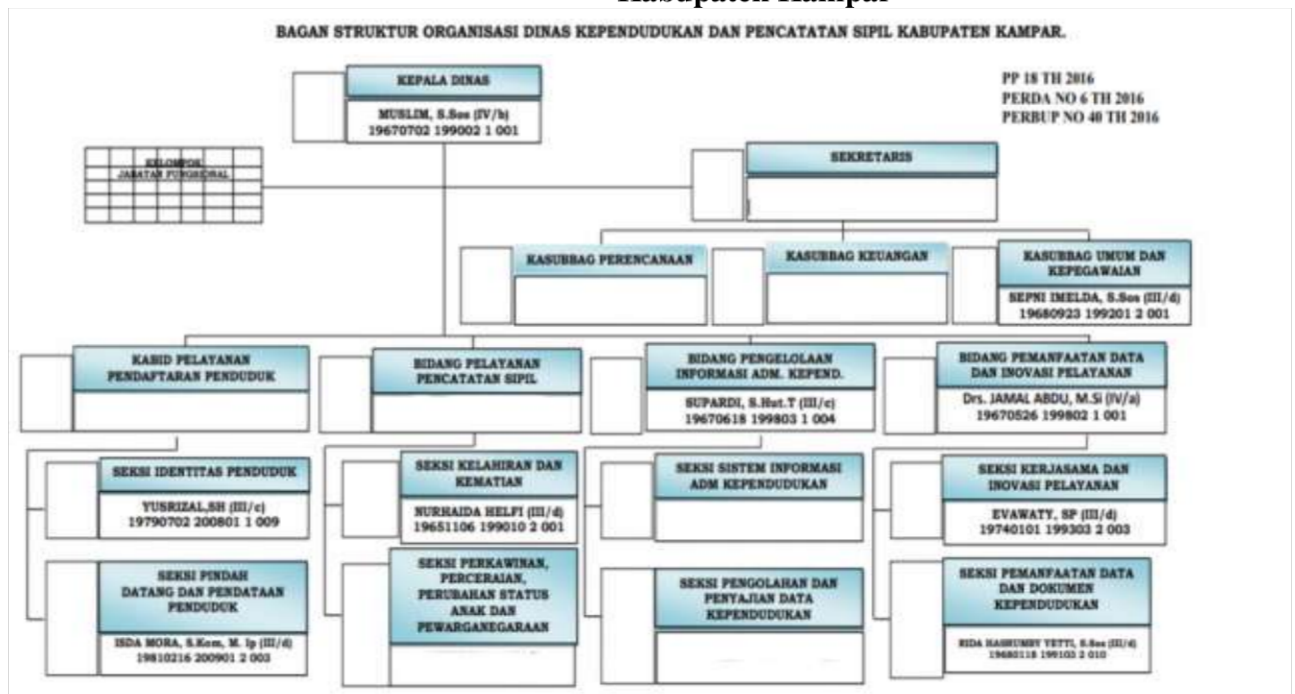 Kabupaten Kampar
BAGAN STRUKTUR ORGANISASI DINAS KEPENDUDUKAN DAN PENCATATAN SIPIL KABUPATEN KAMPAR.
KEPALA DINAS
MUSLIM, S.Sos (IV/b)
19670702 199002 1 001
PP 18 TH 2016
PERDA NO 6 TH 2016
PERBUP NO 40 TH 2016
KELOMPOK
JABATAN FUNGSIONAL
SEKRETARIS
KASUBBAG PERENCANAAN
KASUBBAG KEUANGAN
KASUBBAG UMUM DAN
KEPEGAWAIAN
SEPNI IMELDA, S.Sos (III/d)
19680923 199201 2 001
KABID PELAYANAN
PENDAFTARAN PENDUDUK
BIDANG PELAYANAN
PENCATATAN SIPIL
BIDANG PENGELOLAAN
INFORMASI ADM. KEPEND.
SUPARDI, S.Hut.T (III/c)
19670618 199803 1 004
BIDANG PEMANFAATAN DATA
DAN INOVASI PELAYANAN
Drs. JAMAL ABDU, M.Si (IV/a)
19670526 199802 1 001
SEKSI IDENTITAS PENDUDUK
YUSRIZAL,SH (III/c)
19790702 200801 1 009
SEKSI KELAHIRAN DAN
KEMATIAN
NURHAIDA HELFI (III/d)
19651106 199010 2 001
SEKSI SISTEM INFORMASI
ADM KEPENDUDUKAN
SEKSI KERJASAMA DAN
INOVASI PELAYANAN
EVAWATY, SP (III/d)
19740101 199303 2 003
SEKSI PINDAH
DATANG DAN PENDATAAN
PENDUDUK
ISDA MORA, S.Kom, M. Ip (III/d)
19810216 200901 2 003
SEKSI PERKAWINAN,
PERCERAIAN,
PERUBAHAN STATUS
ANAK DAN
PEWARGANEGARAAN
SEKSI PENGOLAHAN DAN
PENYAJIAN DATA
KEPENDUDUKAN
SEKSI PEMANFAATAN DATA
DAN DOKUMEN
KEPENDUDUKAN
RIDA YETTI, S.Sos (III/d)
19680118 199103 2 010